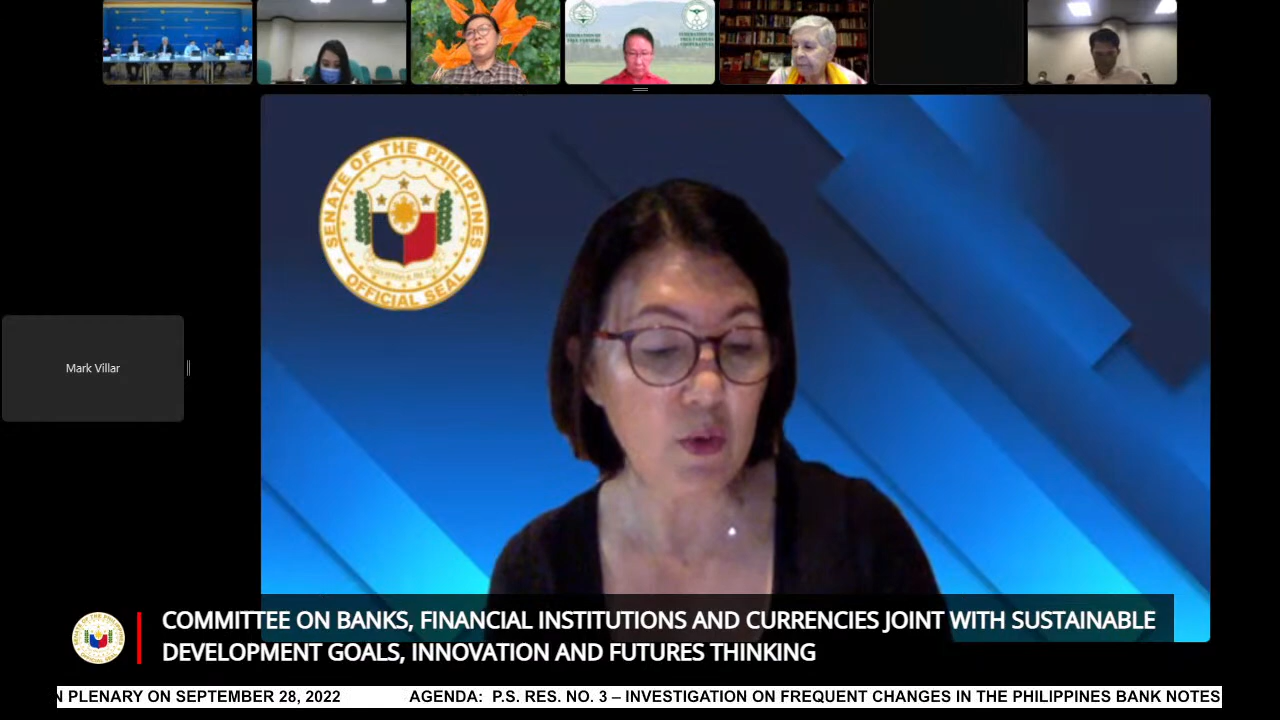 SENATE OF THE PHILIPPINES
OFFICIAL SEAL
Mark Villar
COMMITTEE ON BANKS, FINANCIAL INSTITUTIONS AND CURRENCIES JOINT WITH SUSTAINABLE
DEVELOPMENT GOALS, INNOVATION AND FUTURES THINKING
N PLENARY ON SEPTEMBER 28, 2022 AGENDA: P.S. RES. NO. 3 – INVESTIGATION ON FREQUENT CHANGES IN THE PHILIPPINES BANK NOTES